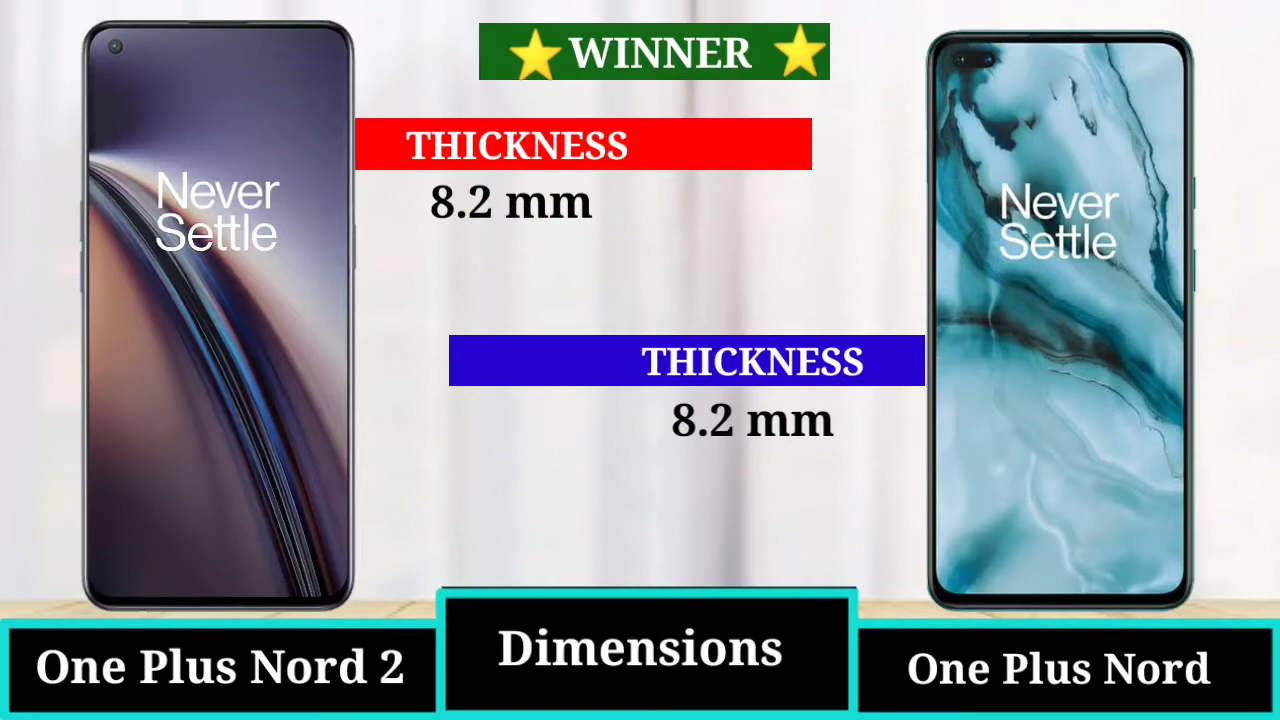 WINNER
THICKNESS
8.2 mm
Never
Settle
Never
Settle
THICKNESS
8.2 mm
One Plus Nord 2
Dimensions
One Plus Nord